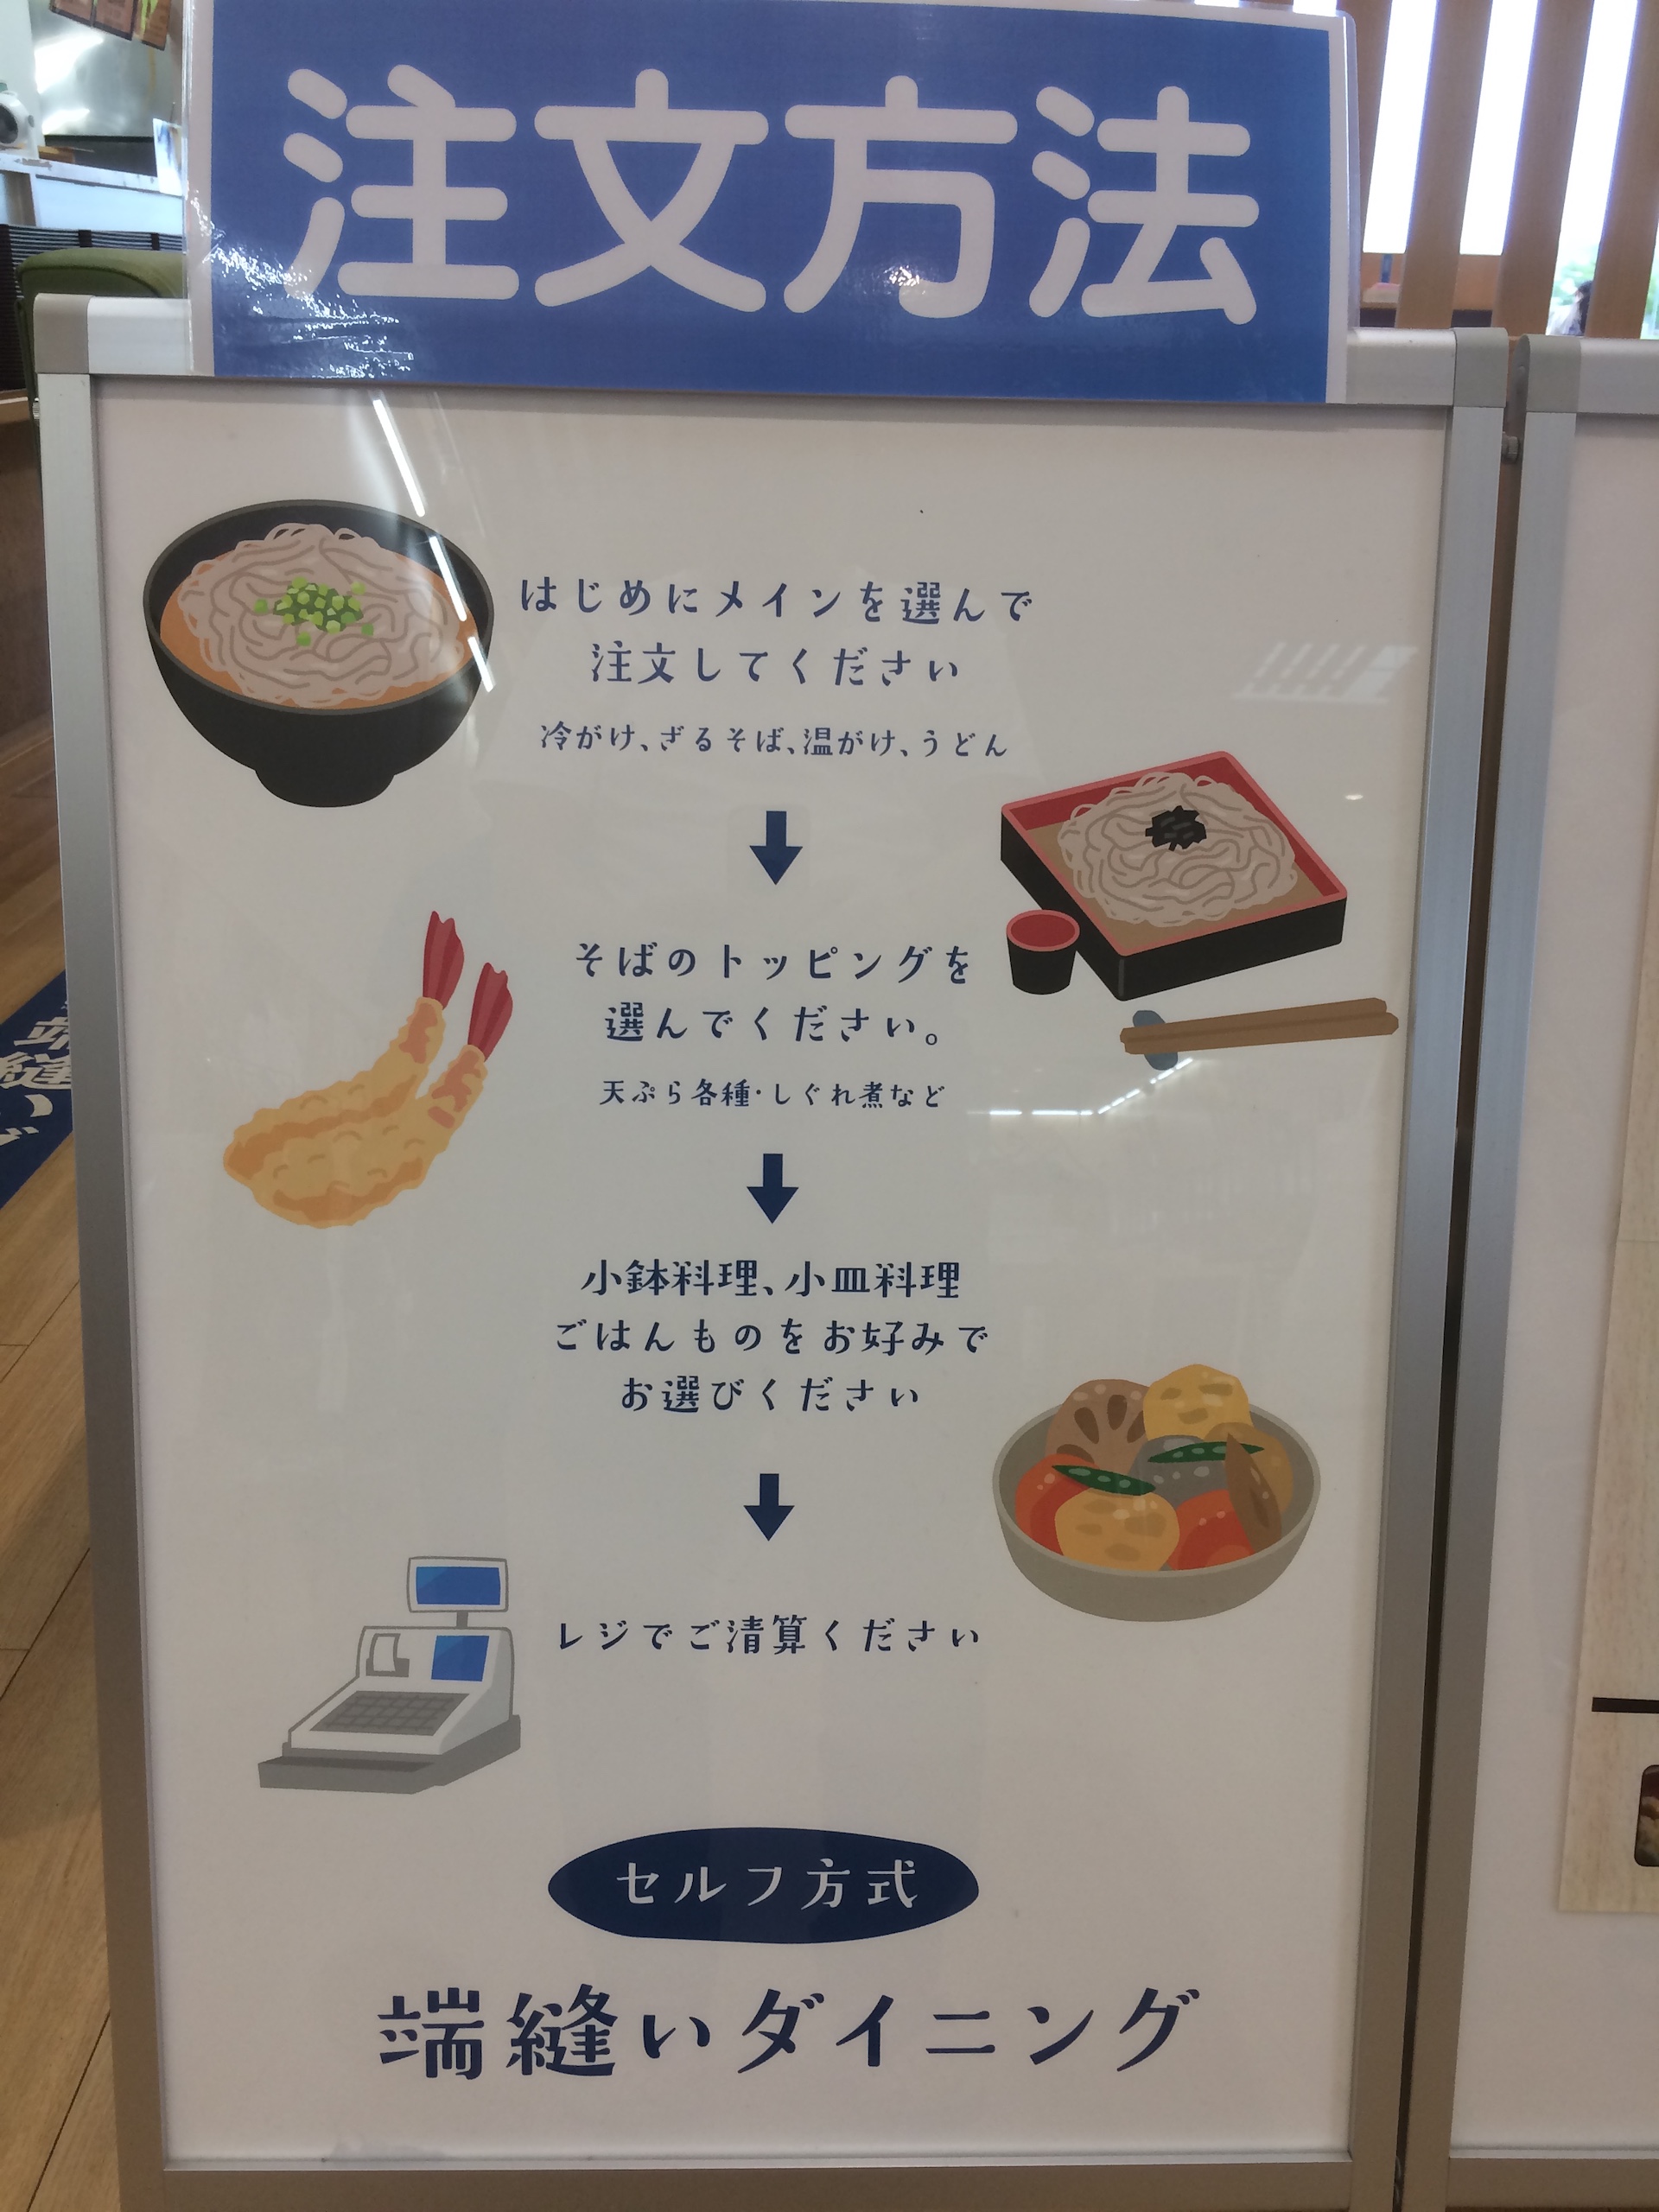 注文方法
はじめにメインを選んで
注文してください
冷がけ、ざるそば、温がけ、うどん
そばのトッピングを
選んでください。
天ぷら各種・しぐれ煮など
小鉢料理、小皿料理
ごはんものをお好みで
お選びください
レジでご清算ください
セルフ方式
端縫いダイニング
端縫い